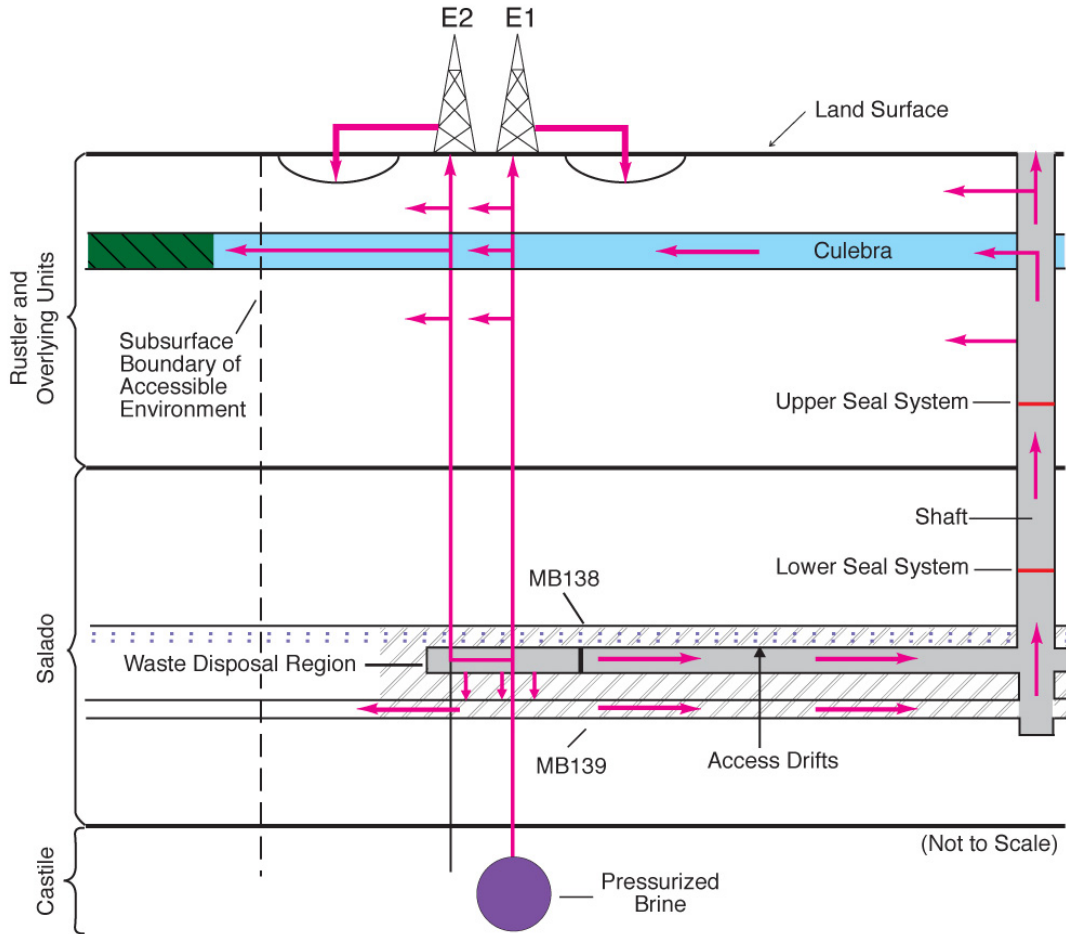 E2
E1
Land Surface
Rustler and
Overlying Units
Culebra
Subsurface
Boundary of
Accessible
Environment
Upper Seal System
Shaft
Lower Seal System
MB138
Salado
Waste Disposal Region
MB139
Access Drifts
(Not to Scale)
Castile
Pressurized
Brine